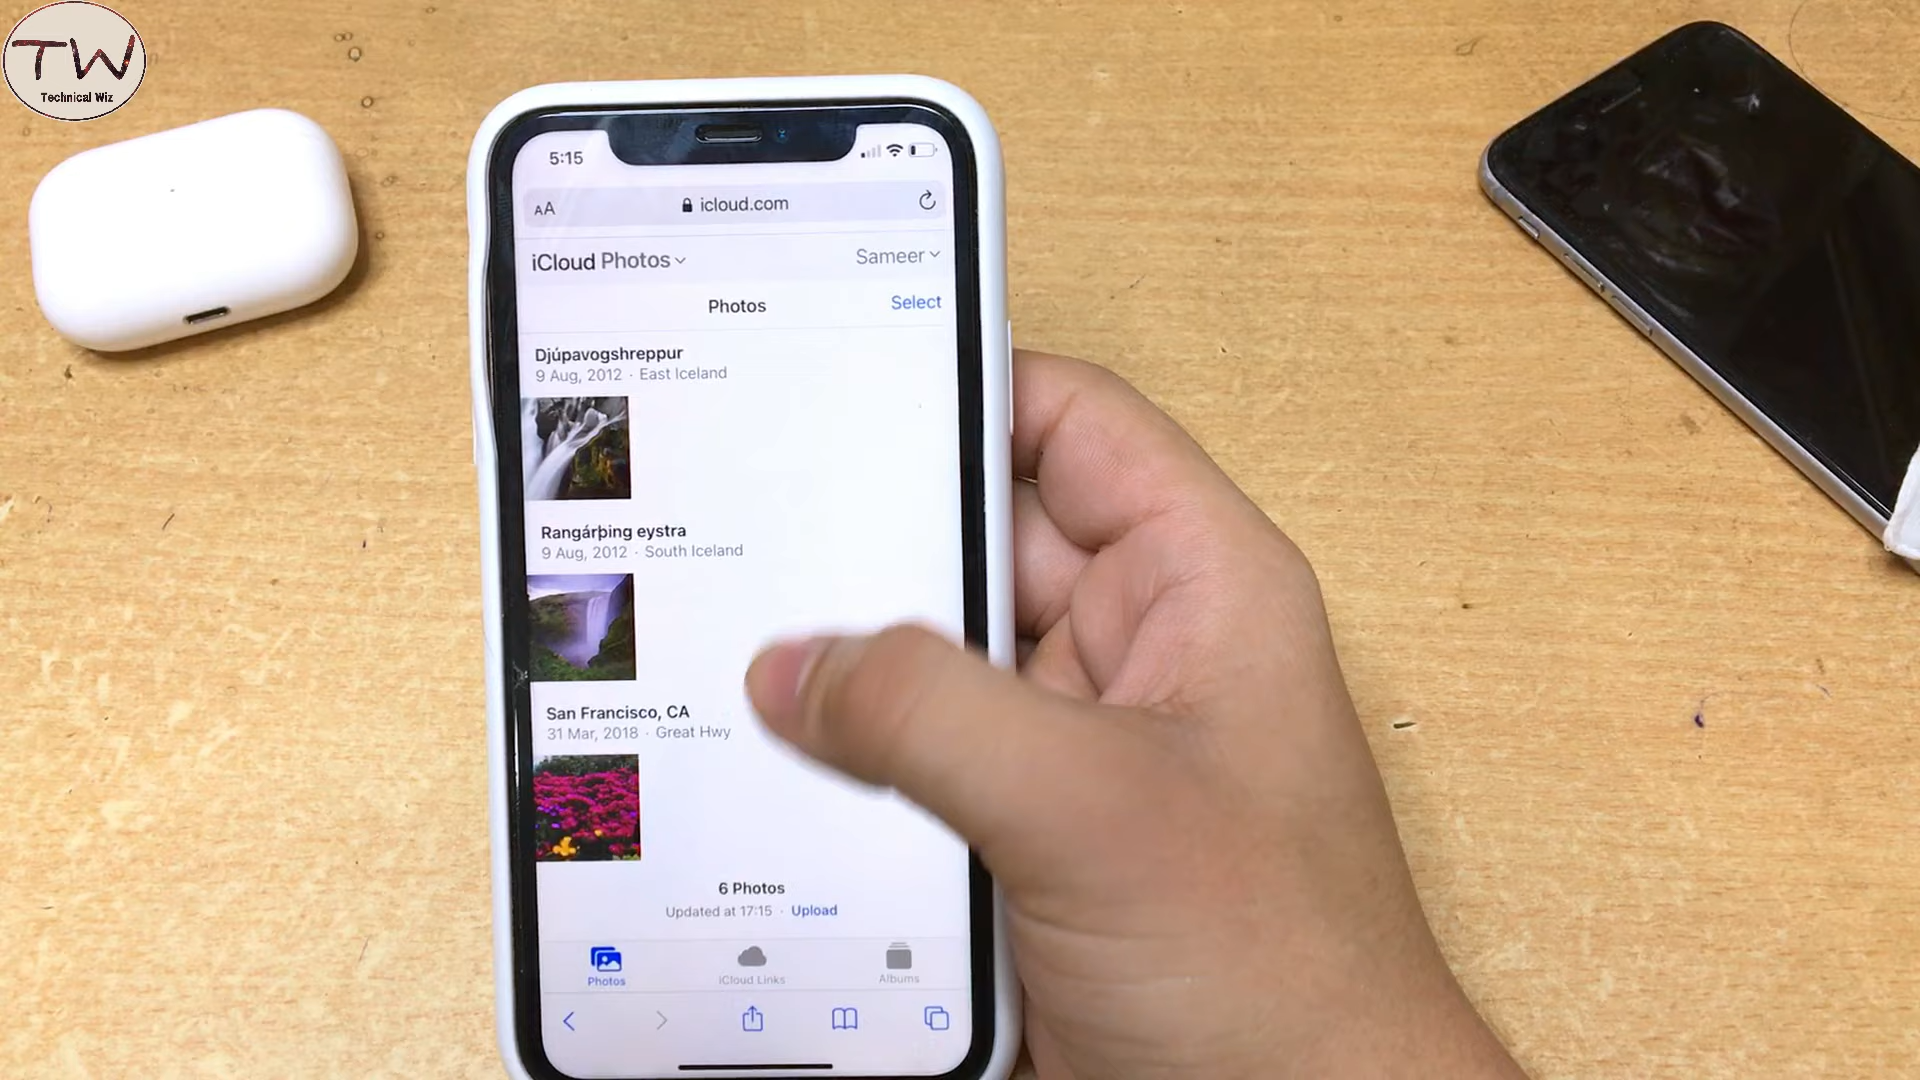 TW
Technical Wiz
5:15
AA
icloud.com
iCloud Photos
Sameer
Photos
Select
Djúpavogshreppur
9 Aug, 2012 · East Iceland
Rangárþing eystra
9 Aug, 2012 · South Iceland
San Francisco, CA
31 Mar, 2018 · Great Hwy
6 Photos
Updated at 17:15 · Upload
Photos
iCloud Links
Albums